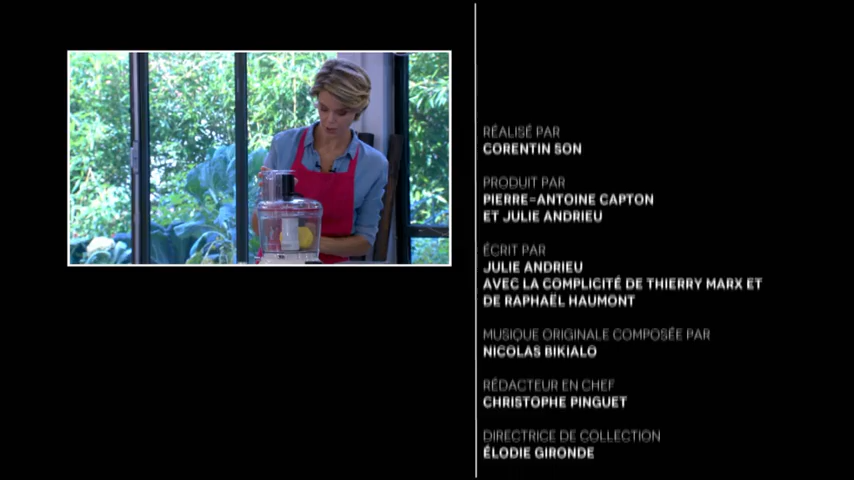 RÉALISÉ PAR
CORENTIN SON
PRODUIT PAR
PIERRE-ANTOINE CAPTON
ET JULIE ANDRIEU
ÉCRIT PAR
JULIE ANDRIEU
AVEC LA COMPLICITÉ DE THIERRY MARX ET
DE RAPHAËL HAUMONT
MUSIQUE ORIGINALE COMPOSÉE PAR
NICOLAS BIKIALO
RÉDACTEUR EN CHEF
CHRISTOPHE PINGUET
DIRECTRICE DE COLLECTION
ÉLODIE GIRONDE